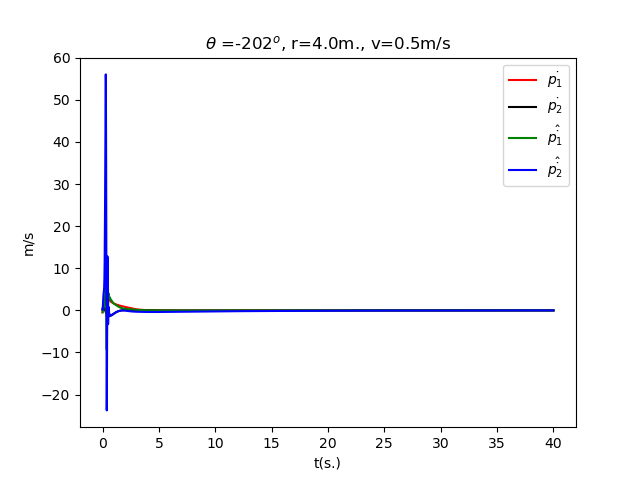 θ =-202°, r=4.0m., v=0.5m/s
60
50
40
30
20
10
0
−10
−20
m/s
0 5 10 15 20 25 30 35 40
t(s.)
ṗ₁
ṗ₂
ṗ̂₁
ṗ̂₂